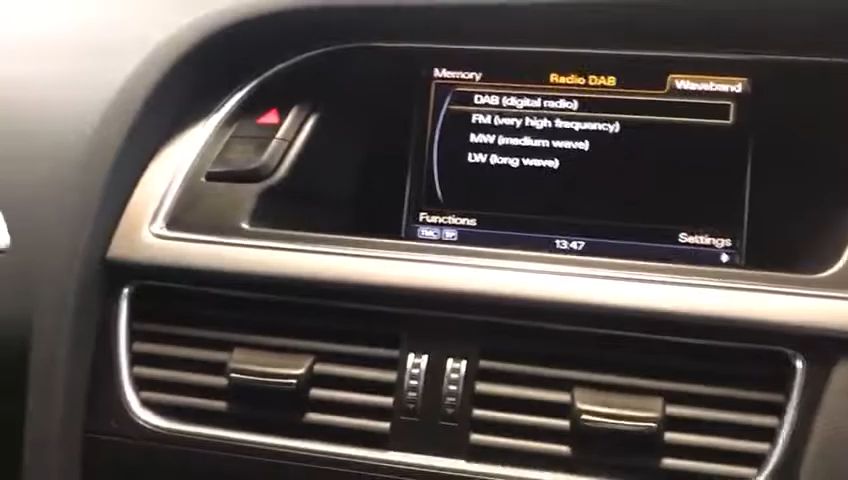 Memory
Radio DAB
Waveband
DAB (digital radio)
FM (very high frequency)
MW (medium wave)
LW (long wave)
Functions
Settings
TMC TP
13:47